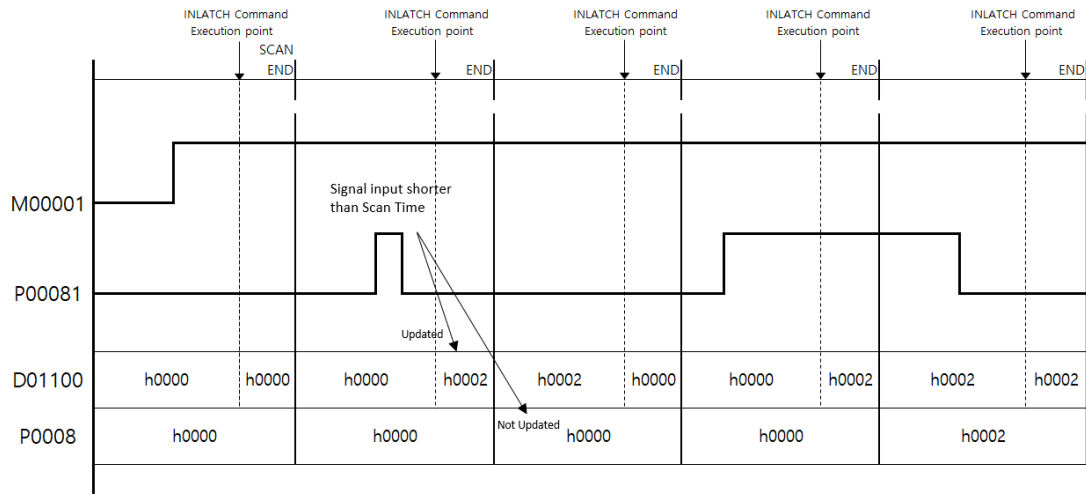 INLATCH Command
Execution point
INLATCH Command
Execution point
INLATCH Command
Execution point
INLATCH Command
Execution point
INLATCH Command
Execution point
SCAN
END
END
END
END
END
Signal input shorter
than Scan Time
M00001
P00081
Updated
D01100 h0000 h0000 h0000 h0002 h0002 h0000 h0000 h0002 h0002 h0002
Not Updated
P0008 h0000 h0000 h0000 h0000 h0002